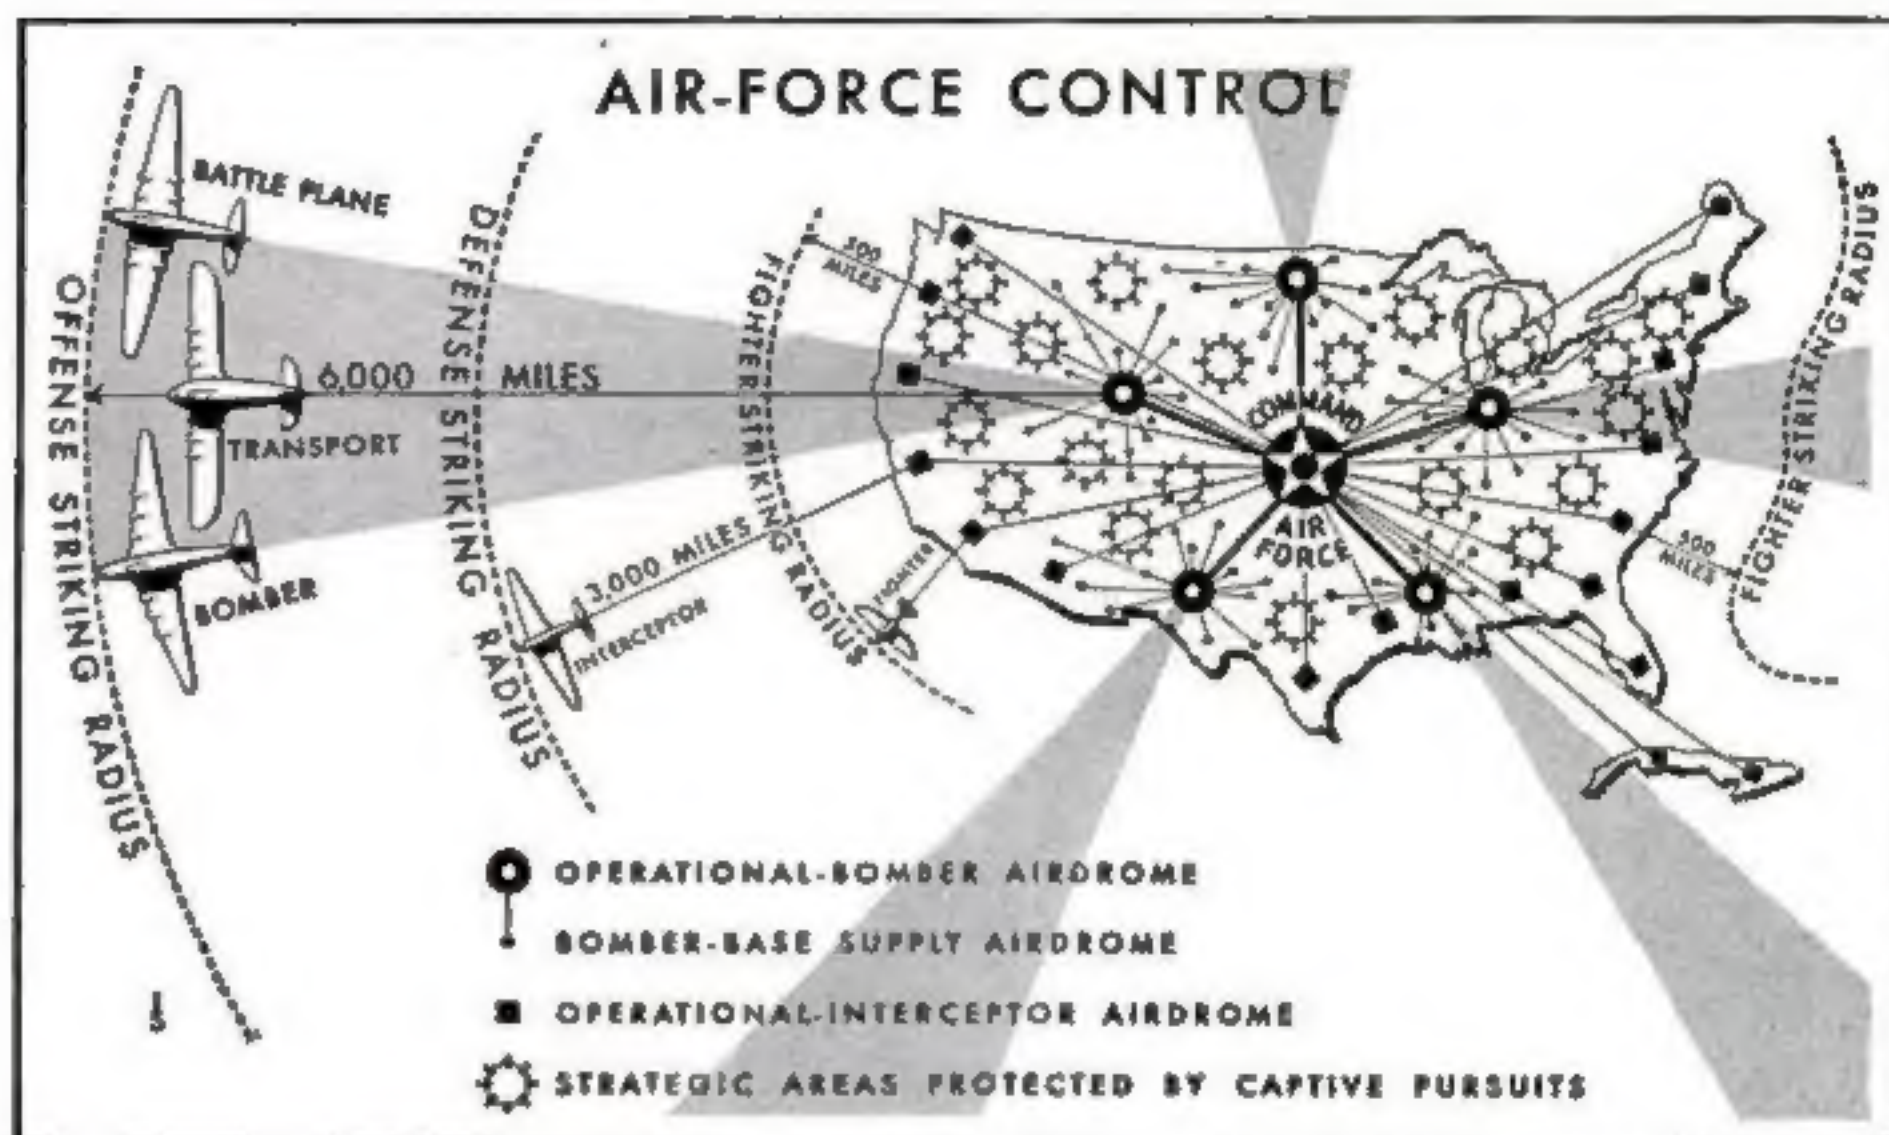 AIR-FORCE CONTROL
BATTLE PLANE
6,000 MILES
TRANSPORT
BOMBER
OFFENSE STRIKING RADIUS
DEFENSE STRIKING RADIUS
3,000 MILES
INTERCEPTOR
FIGHTER STRIKING RADIUS
500
MILES
FIGHTER
COMMAND
AIR
FORCE
500
MILES
FIGHTER STRIKING RADIUS
OPERATIONAL-BOMBER AIRDROME
BOMBER-BASE SUPPLY AIRDROME
OPERATIONAL-INTERCEPTOR AIRDROME
STRATEGIC AREAS PROTECTED BY CAPTIVE PURSUITS